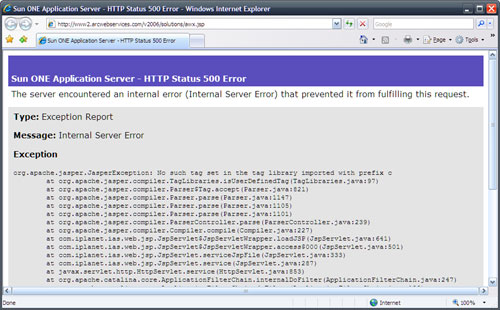 Sun ONE Application Server - HTTP Status 500 Error - Windows Internet Explorer
http://www2.arcwebservices.com/v2006/solutions/awx.jsp
Sun ONE Application Server - HTTP Status 500 Error
Page
Tools
Sun ONE Application Server - HTTP Status 500 Error
The server encountered an internal error (Internal Server Error) that prevented it from fulfilling this request.
Type: Exception Report
Message: Internal Server Error
Exception
org.apache.jasper.JasperException: No such tag set in the tag library imported with prefix c
at org.apache.jasper.compiler.TagLibraries.isUserDefinedTag(TagLibraries.java:97)
at org.apache.jasper.compiler.Parser$Tag.accept(Parser.java:821)
at org.apache.jasper.compiler.Parser.parse(Parser.java:1147)
at org.apache.jasper.compiler.Parser.parse(Parser.java:1105)
at org.apache.jasper.compiler.Parser.parse(Parser.java:1101)
at org.apache.jasper.compiler.ParserController.parse(ParserController.java:239)
at org.apache.jasper.compiler.Compiler.compile(Compiler.java:227)
at com.iplanet.ias.web.jsp.JspServlet$JspServletWrapper.loadJSP(JspServlet.java:641)
at com.iplanet.ias.web.jsp.JspServlet$JspServletWrapper.access$000(JspServlet.java:501)
at com.iplanet.ias.web.jsp.JspServlet.serviceJspFile(JspServlet.java:333)
at com.iplanet.ias.web.jsp.JspServlet.service(JspServlet.java:287)
at javax.servlet.http.HttpServlet.service(HttpServlet.java:853)
at org.apache.catalina.core.ApplicationFilterChain.internalDoFilter(ApplicationFilterChain.java:247)
Done
Internet
100%